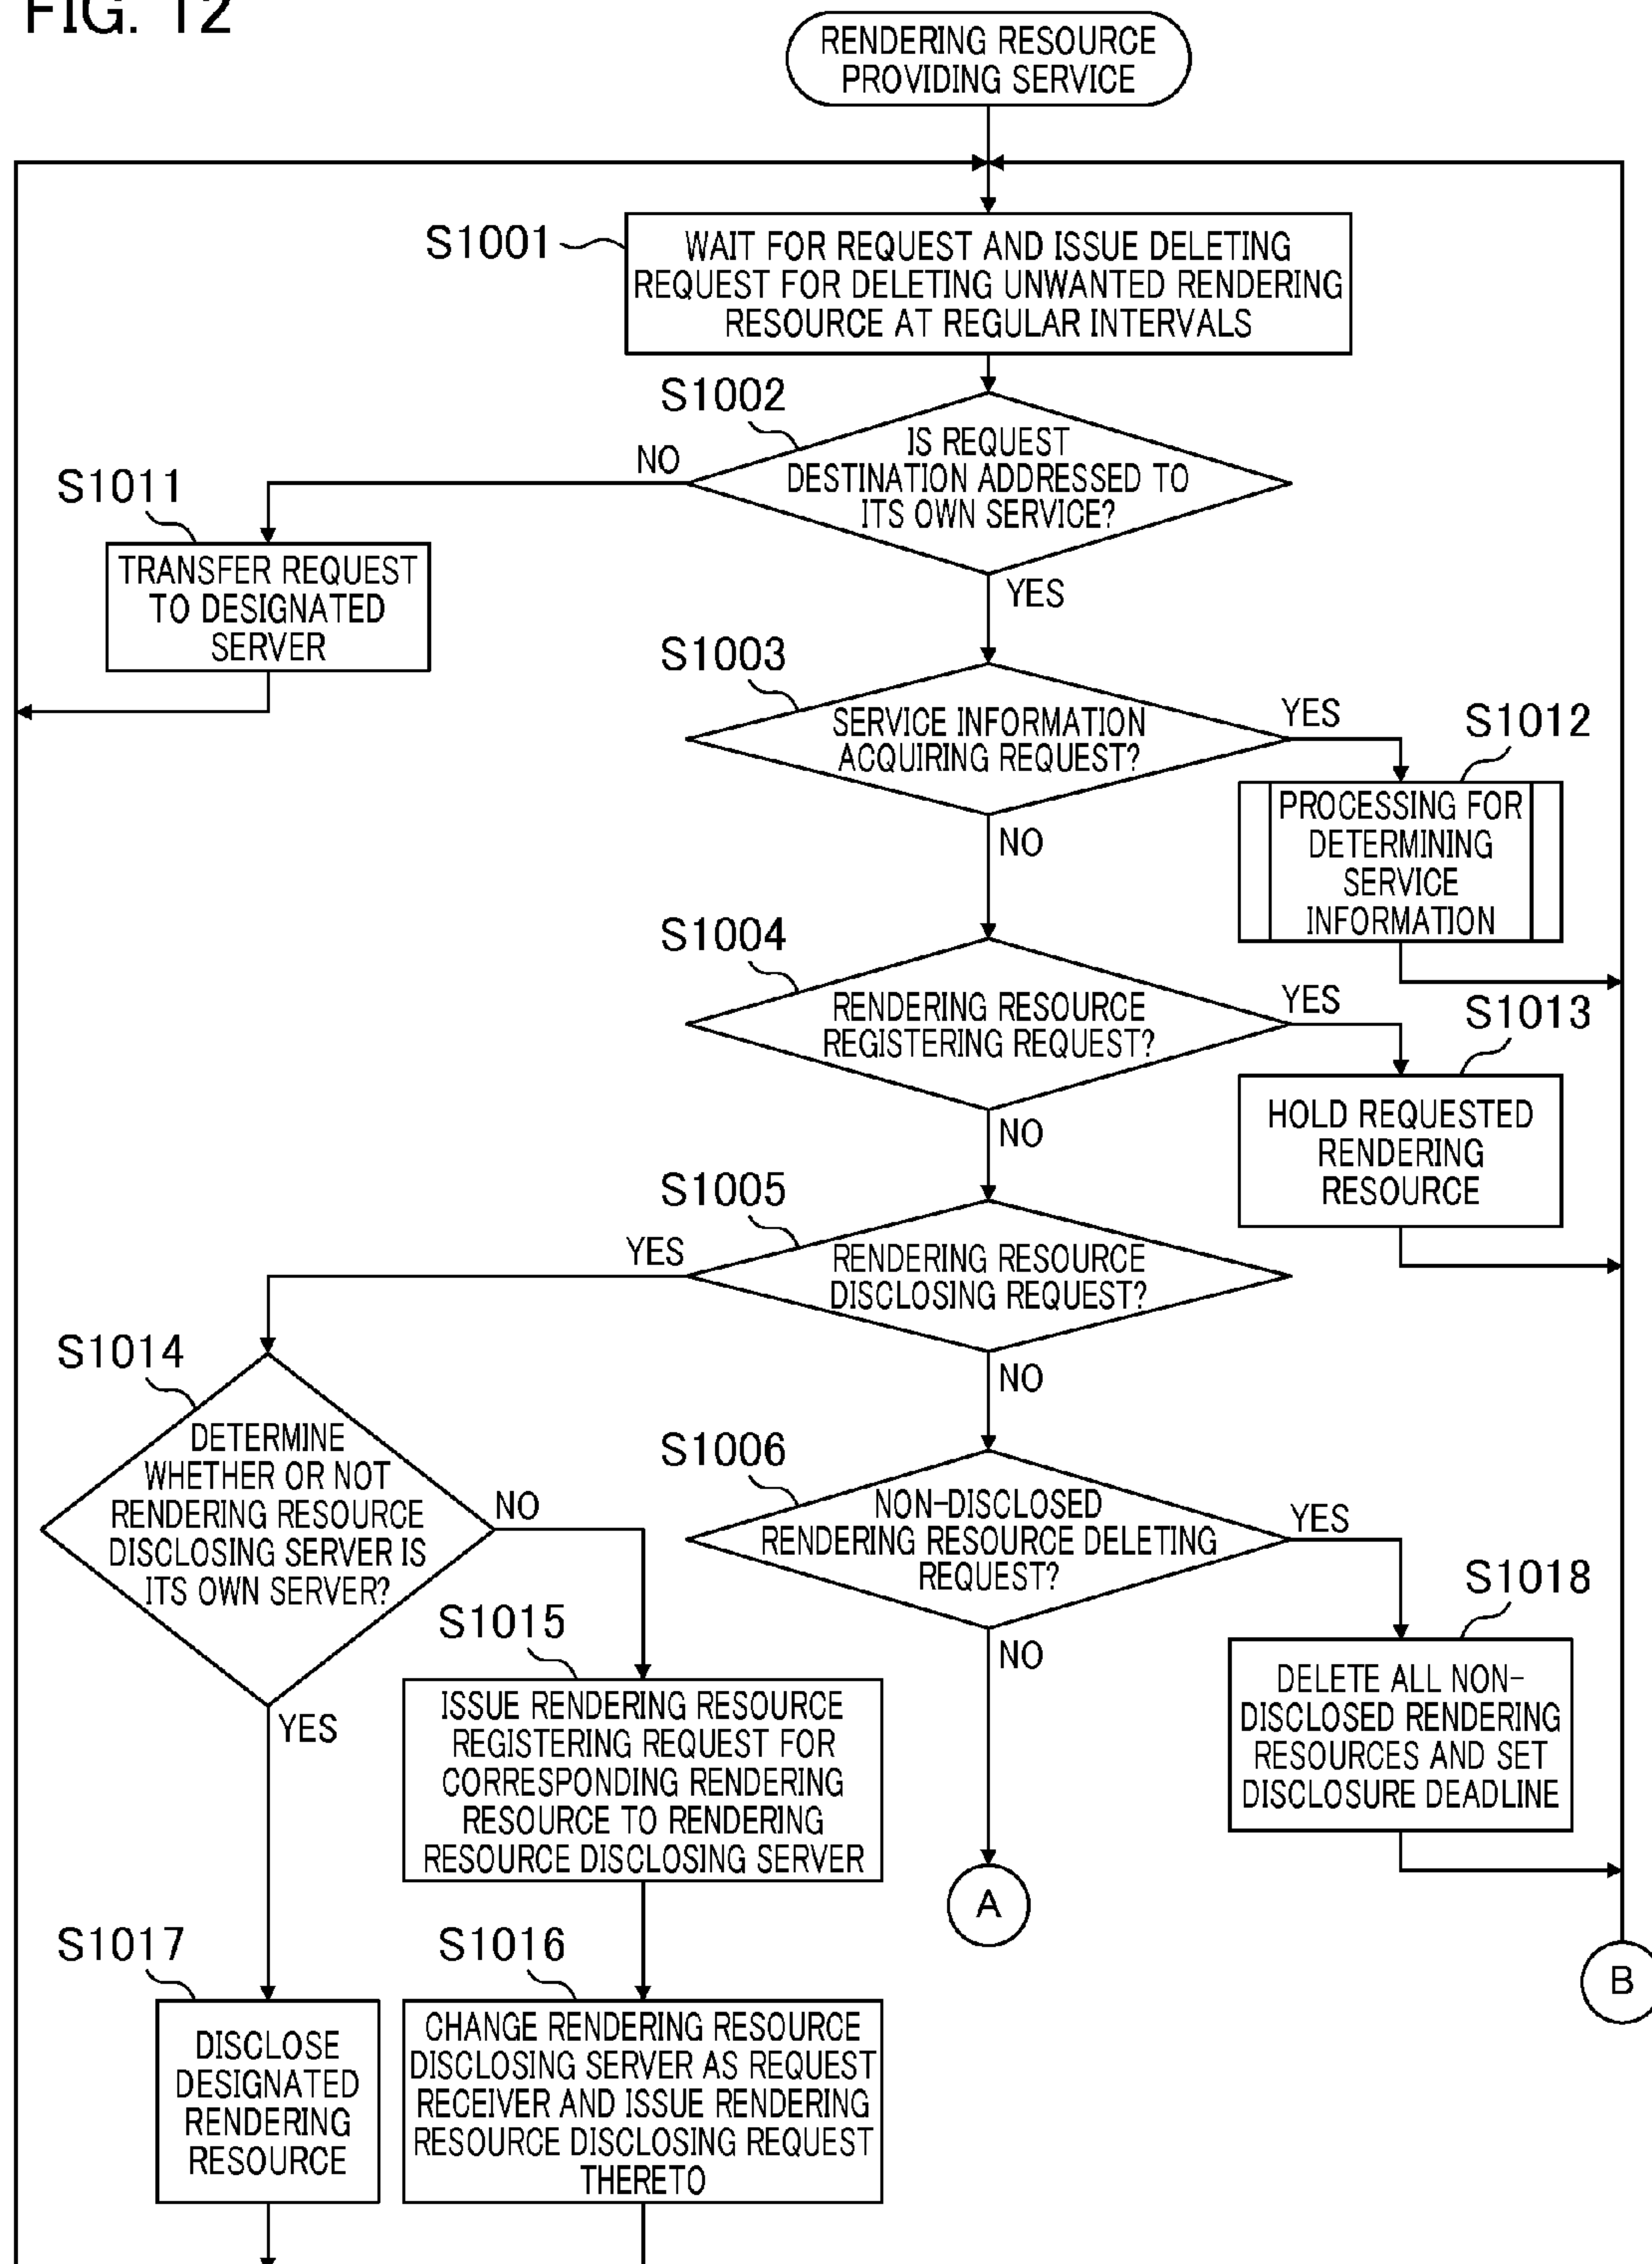 FIG. 12
RENDERING RESOURCE
PROVIDING SERVICE
S1001
WAIT FOR REQUEST AND ISSUE DELETING
REQUEST FOR DELETING UNWANTED RENDERING
RESOURCE AT REGULAR INTERVALS
S1002
IS REQUEST
DESTINATION ADDRESSED TO
ITS OWN SERVICE?
NO
YES
S1011
TRANSFER REQUEST
TO DESIGNATED
SERVER
S1003
SERVICE INFORMATION
ACQUIRING REQUEST?
YES
NO
S1012
PROCESSING FOR
DETERMINING
SERVICE
INFORMATION
S1004
RENDERING RESOURCE
REGISTERING REQUEST?
YES
NO
S1013
HOLD REQUESTED
RENDERING
RESOURCE
S1005
RENDERING RESOURCE
DISCLOSING REQUEST?
YES
NO
S1014
DETERMINE
WHETHER OR NOT
RENDERING RESOURCE
DISCLOSING SERVER IS
ITS OWN SERVER?
NO
YES
S1006
NON-DISCLOSED
RENDERING RESOURCE DELETING
REQUEST?
YES
NO
S1018
DELETE ALL NON-
DISCLOSED RENDERING
RESOURCES AND SET
DISCLOSURE DEADLINE
S1015
ISSUE RENDERING RESOURCE
REGISTERING REQUEST FOR
CORRESPONDING RENDERING
RESOURCE TO RENDERING
RESOURCE DISCLOSING SERVER
A
B
S1017
DISCLOSE
DESIGNATED
RENDERING
RESOURCE
S1016
CHANGE RENDERING RESOURCE
DISCLOSING SERVER AS REQUEST
RECEIVER AND ISSUE RENDERING
RESOURCE DISCLOSING REQUEST
THERETO